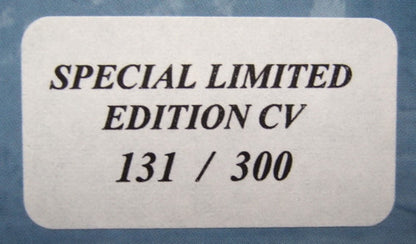 SPECIAL LIMITED
EDITION CV
131 / 300